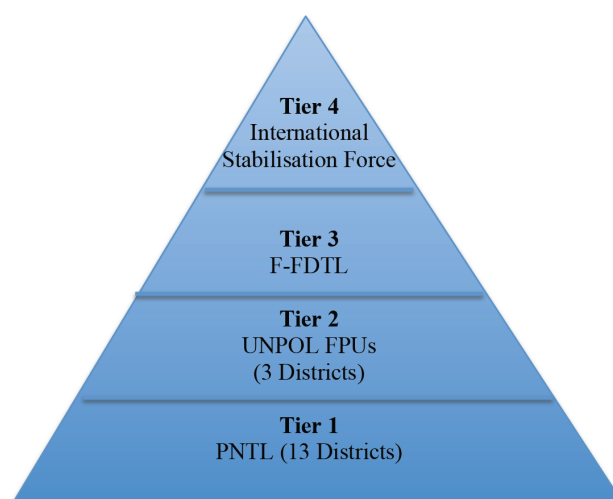 Tier 4
International
Stabilisation Force
Tier 3
F-FDTL
Tier 2
UNPOL FPUs
(3 Districts)
Tier 1
PNTL (13 Districts)